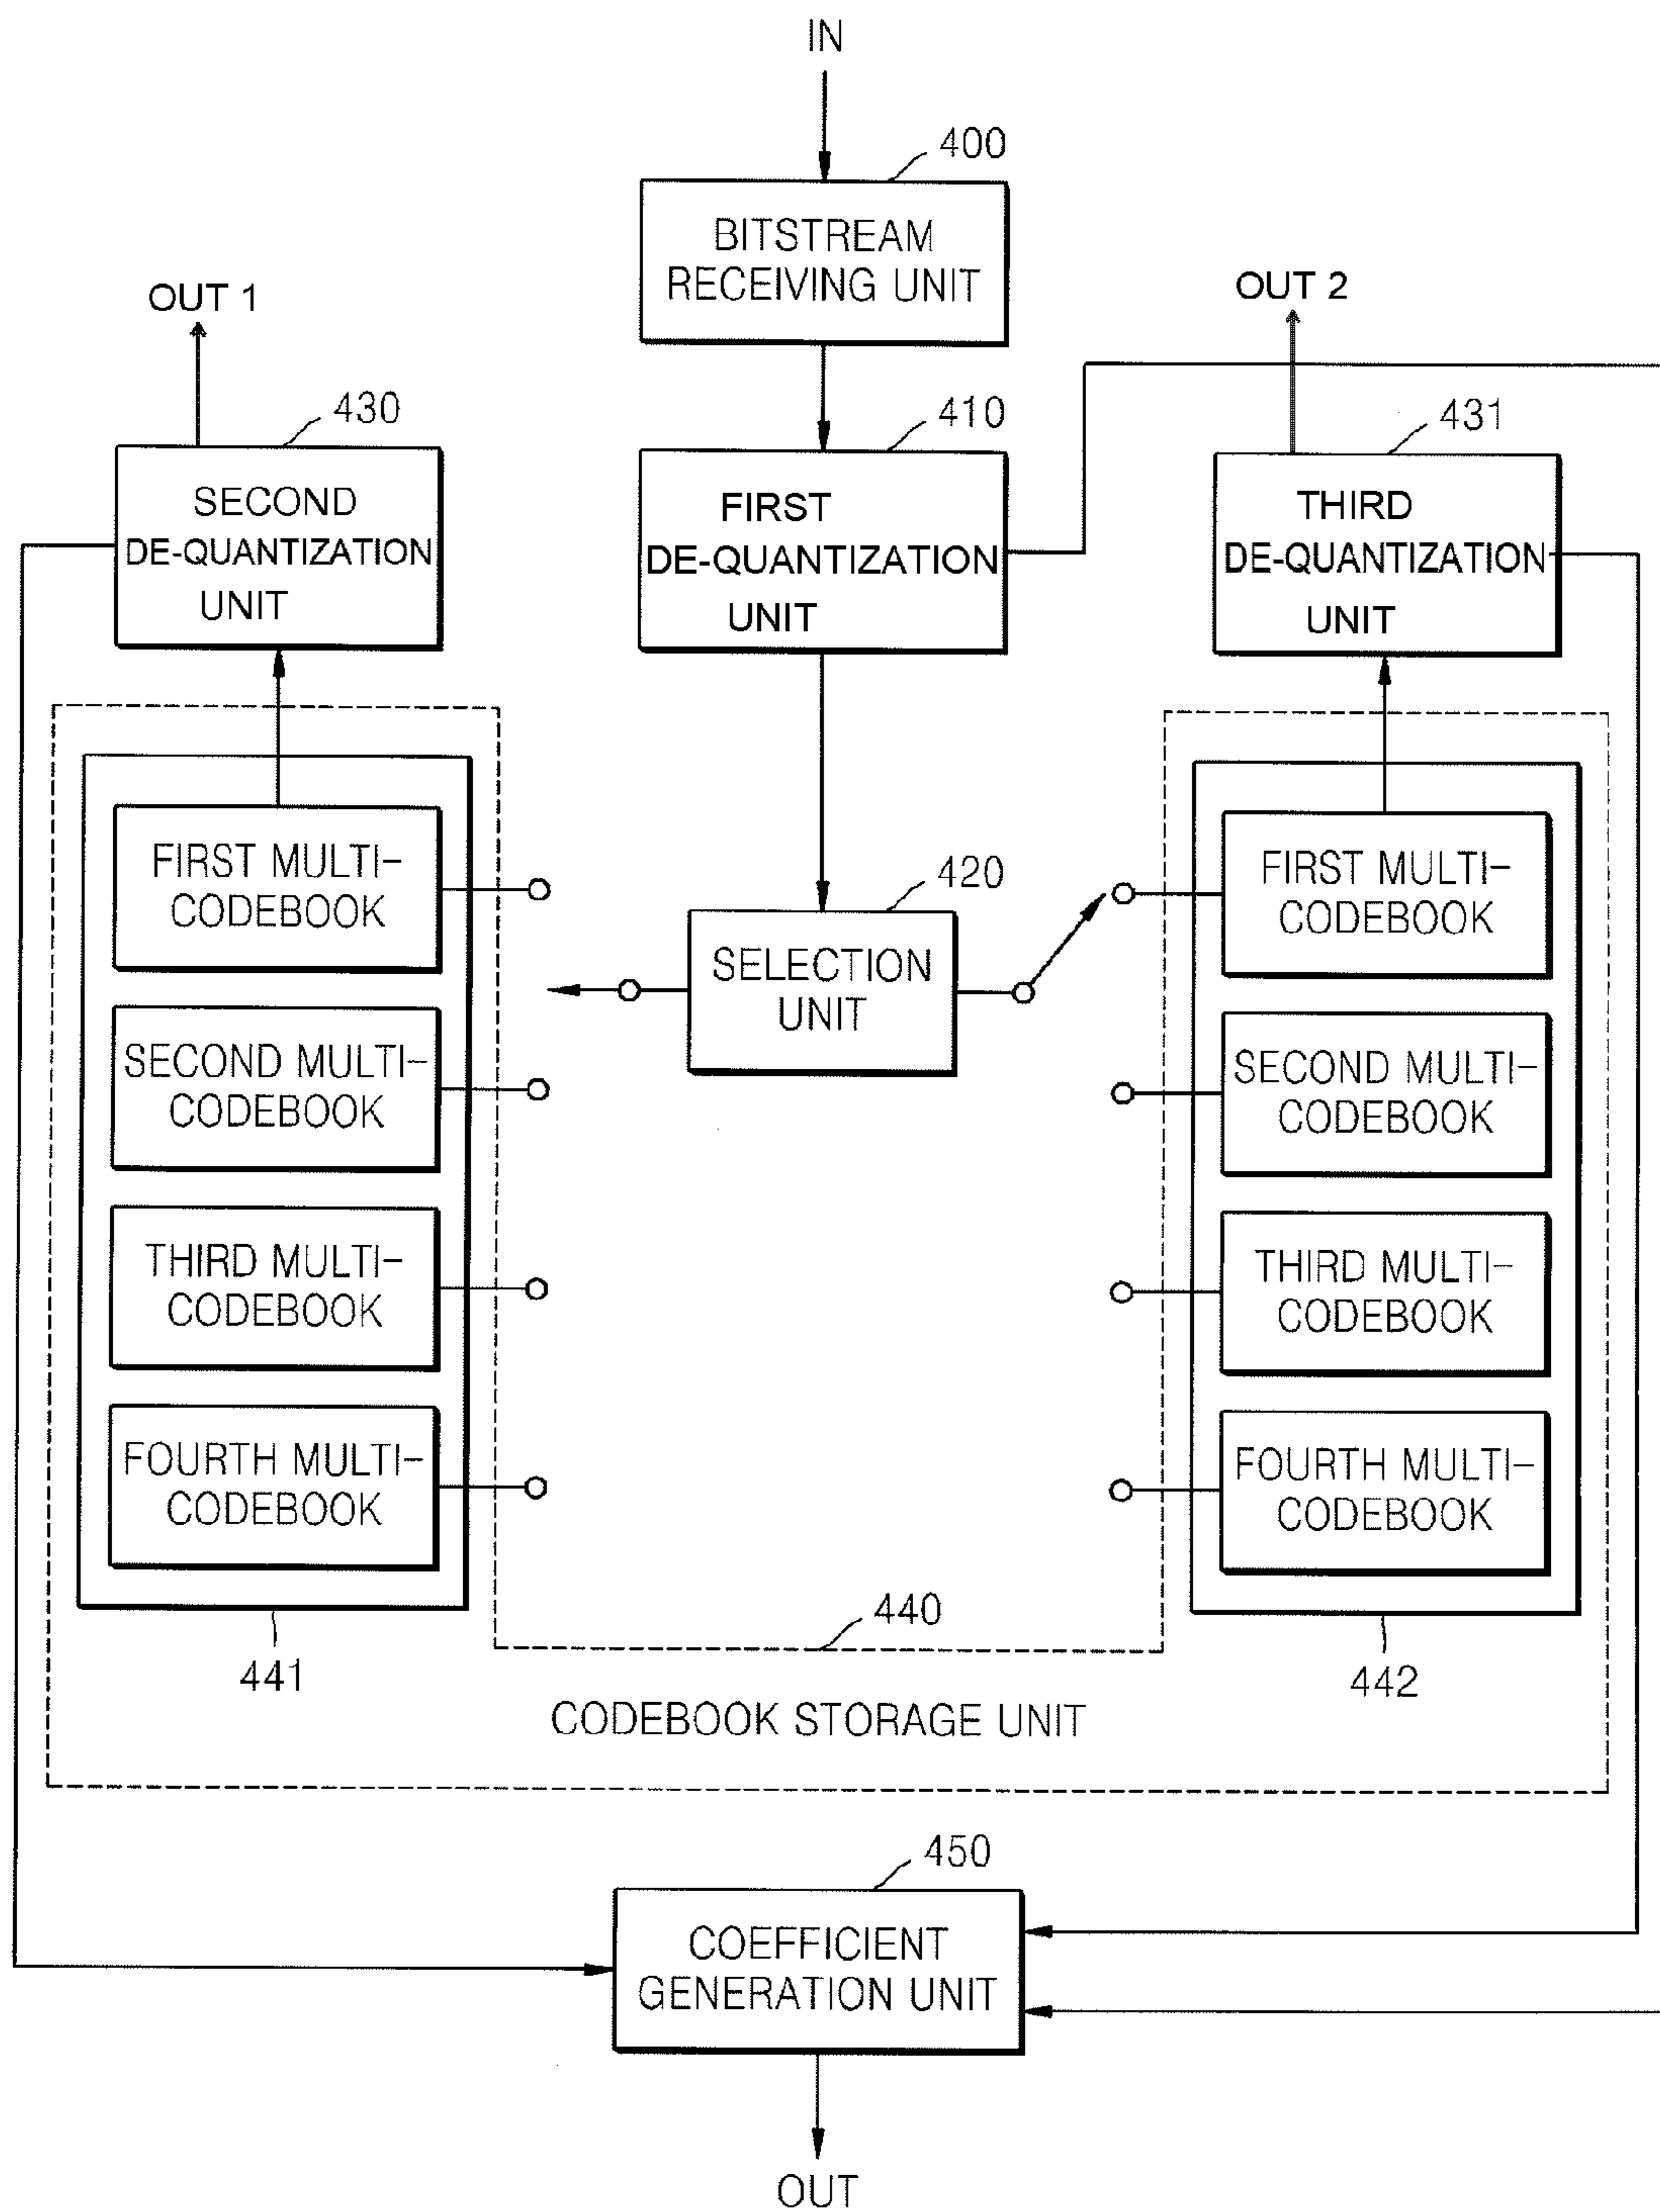 IN
400
BITSTREAM
RECEIVING UNIT
OUT 1
OUT 2
430
SECOND
DE-QUANTIZATION
UNIT
410
FIRST
DE-QUANTIZATION
UNIT
431
THIRD
DE-QUANTIZATION
UNIT
FIRST MULTI-
CODEBOOK
SECOND MULTI-
CODEBOOK
THIRD MULTI-
CODEBOOK
FOURTH MULTI-
CODEBOOK
441
420
SELECTION
UNIT
FIRST MULTI-
CODEBOOK
SECOND MULTI-
CODEBOOK
THIRD MULTI-
CODEBOOK
FOURTH MULTI-
CODEBOOK
442
440
CODEBOOK STORAGE UNIT
450
COEFFICIENT
GENERATION UNIT
OUT